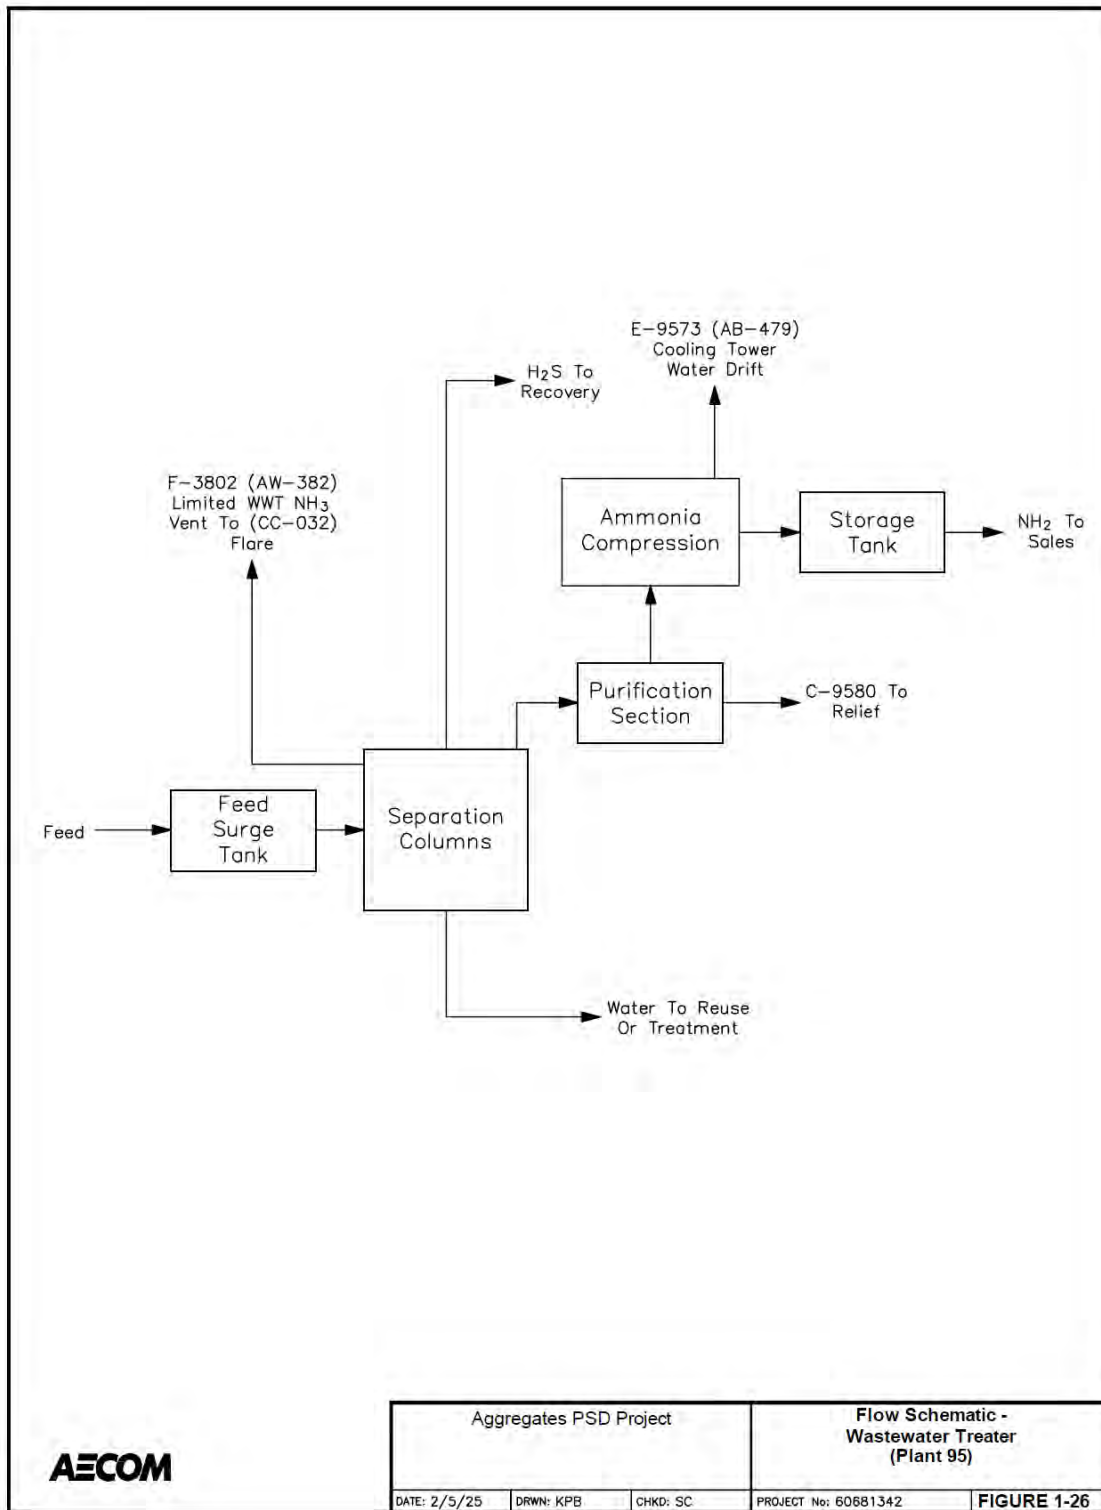 E-9573 (AB-479)
Cooling Tower
Water Drift
H₂S To
Recovery
F-3802 (AW-382)
Limited WWT NH₃
Vent To (CC-032)
Flare
Ammonia
Compression
Storage
Tank
NH₂ To
Sales
Purification
Section
C-9580 To
Relief
Feed
Feed
Surge
Tank
Separation
Columns
Water To Reuse
Or Treatment
AECOM
Aggregates PSD Project
Flow Schematic -
Wastewater Treater
(Plant 95)
DATE: 2/5/25
DRWN: KPB
CHKD: SC
PROJECT No: 60681342
FIGURE 1-26